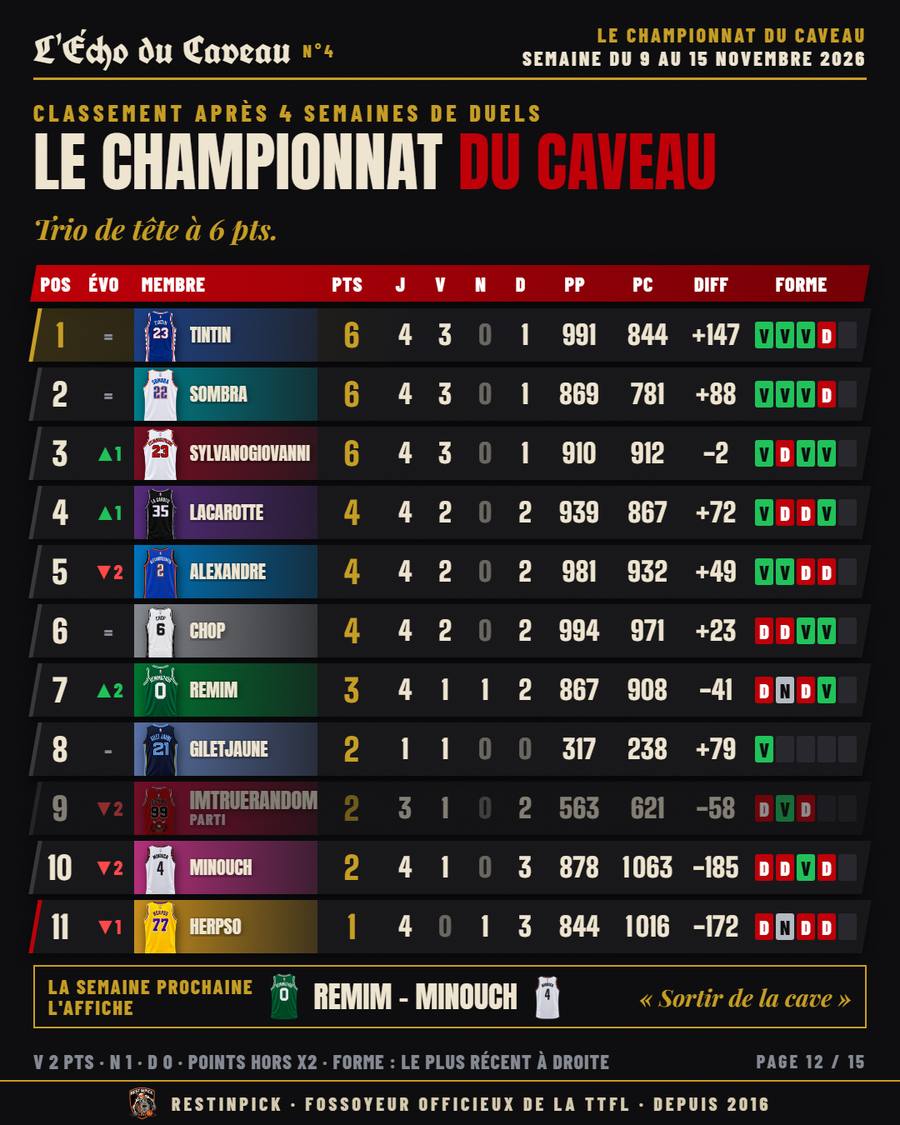 L'Écho du Caveau N°4
LE CHAMPIONNAT DU CAVEAU
SEMAINE DU 9 AU 15 NOVEMBRE 2026
CLASSEMENT APRÈS 4 SEMAINES DE DUELS
LE CHAMPIONNAT DU CAVEAU
Trio de tête à 6 pts.
POS ÉVO MEMBRE PTS J V N D PP PC DIFF FORME
1 = 23 TINTIN 6 4 3 0 1 991 844 +147 V V V D
2 = 22 SOMBRA 6 4 3 0 1 869 781 +88 V V V D
3 ▲1 23 SYLVANOGIOVANNI 6 4 3 0 1 910 912 −2 V D V V
4 ▲1 35 LACAROTTE 4 4 2 0 2 939 867 +72 V D D V
5 ▼2 2 ALEXANDRE 4 4 2 0 2 981 932 +49 V V D D
6 = 6 CHOP 4 4 2 0 2 994 971 +23 D D V V
7 ▲2 0 REMIM 3 4 1 1 2 867 908 −41 D N D V
8 - 21 GILETJAUNE 2 1 1 0 0 317 238 +79 V
9 ▼2 99 IMTRUERANDOM 2 3 1 0 2 563 621 −58 D V D
PARTI
10 ▼2 4 MINOUCH 2 4 1 0 3 878 1063 −185 D D V D
11 ▼1 77 HERPSO 1 4 0 1 3 844 1016 −172 D N D D
LA SEMAINE PROCHAINE
L'AFFICHE
0 REMIM - MINOUCH 4
« Sortir de la cave »
V 2 PTS · N 1 · D 0 · POINTS HORS X2 · FORME : LE PLUS RÉCENT À DROITE
PAGE 12 / 15
RESTINPICK · FOSSOYEUR OFFICIEUX DE LA TTFL · DEPUIS 2016